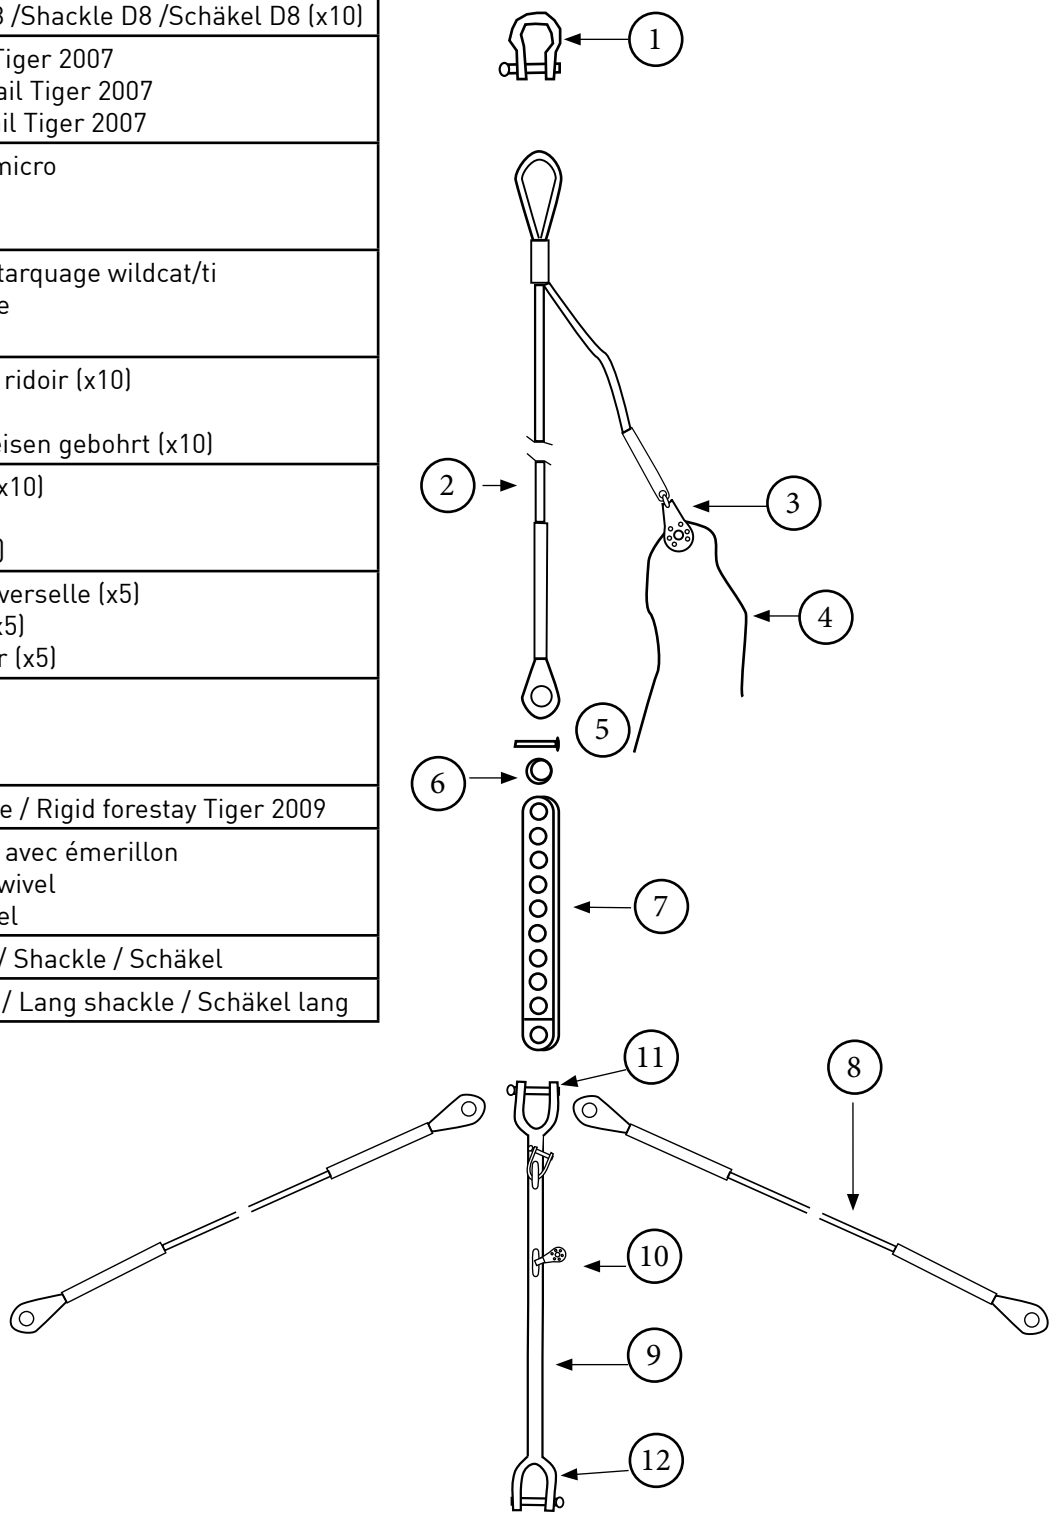 /Shackle D8 /Schäkel D8 (x10)
Tiger 2007
ail Tiger 2007
il Tiger 2007
micro
tarquage wildcat/ti
e
ridoir (x10)
eisen gebohrt (x10)
x10)
)
verselle (x5)
x5)
r (x5)
e / Rigid forestay Tiger 2009
avec émerillon
wivel
el
/ Shackle / Schäkel
/ Lang shackle / Schäkel lang
1
2
3
4
5
6
7
11
8
10
9
12